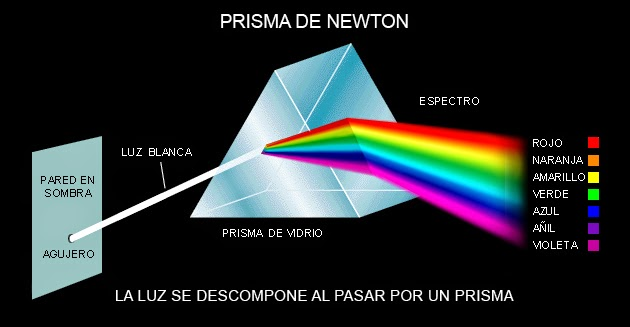 PRISMA DE NEWTON
ESPECTRO
LUZ BLANCA
PARED EN
SOMBRA
AGUJERO
PRISMA DE VIDRIO
ROJO
NARANJA
AMARILLO
VERDE
AZUL
AÑIL
VIOLETA
LA LUZ SE DESCOMPONE AL PASAR POR UN PRISMA